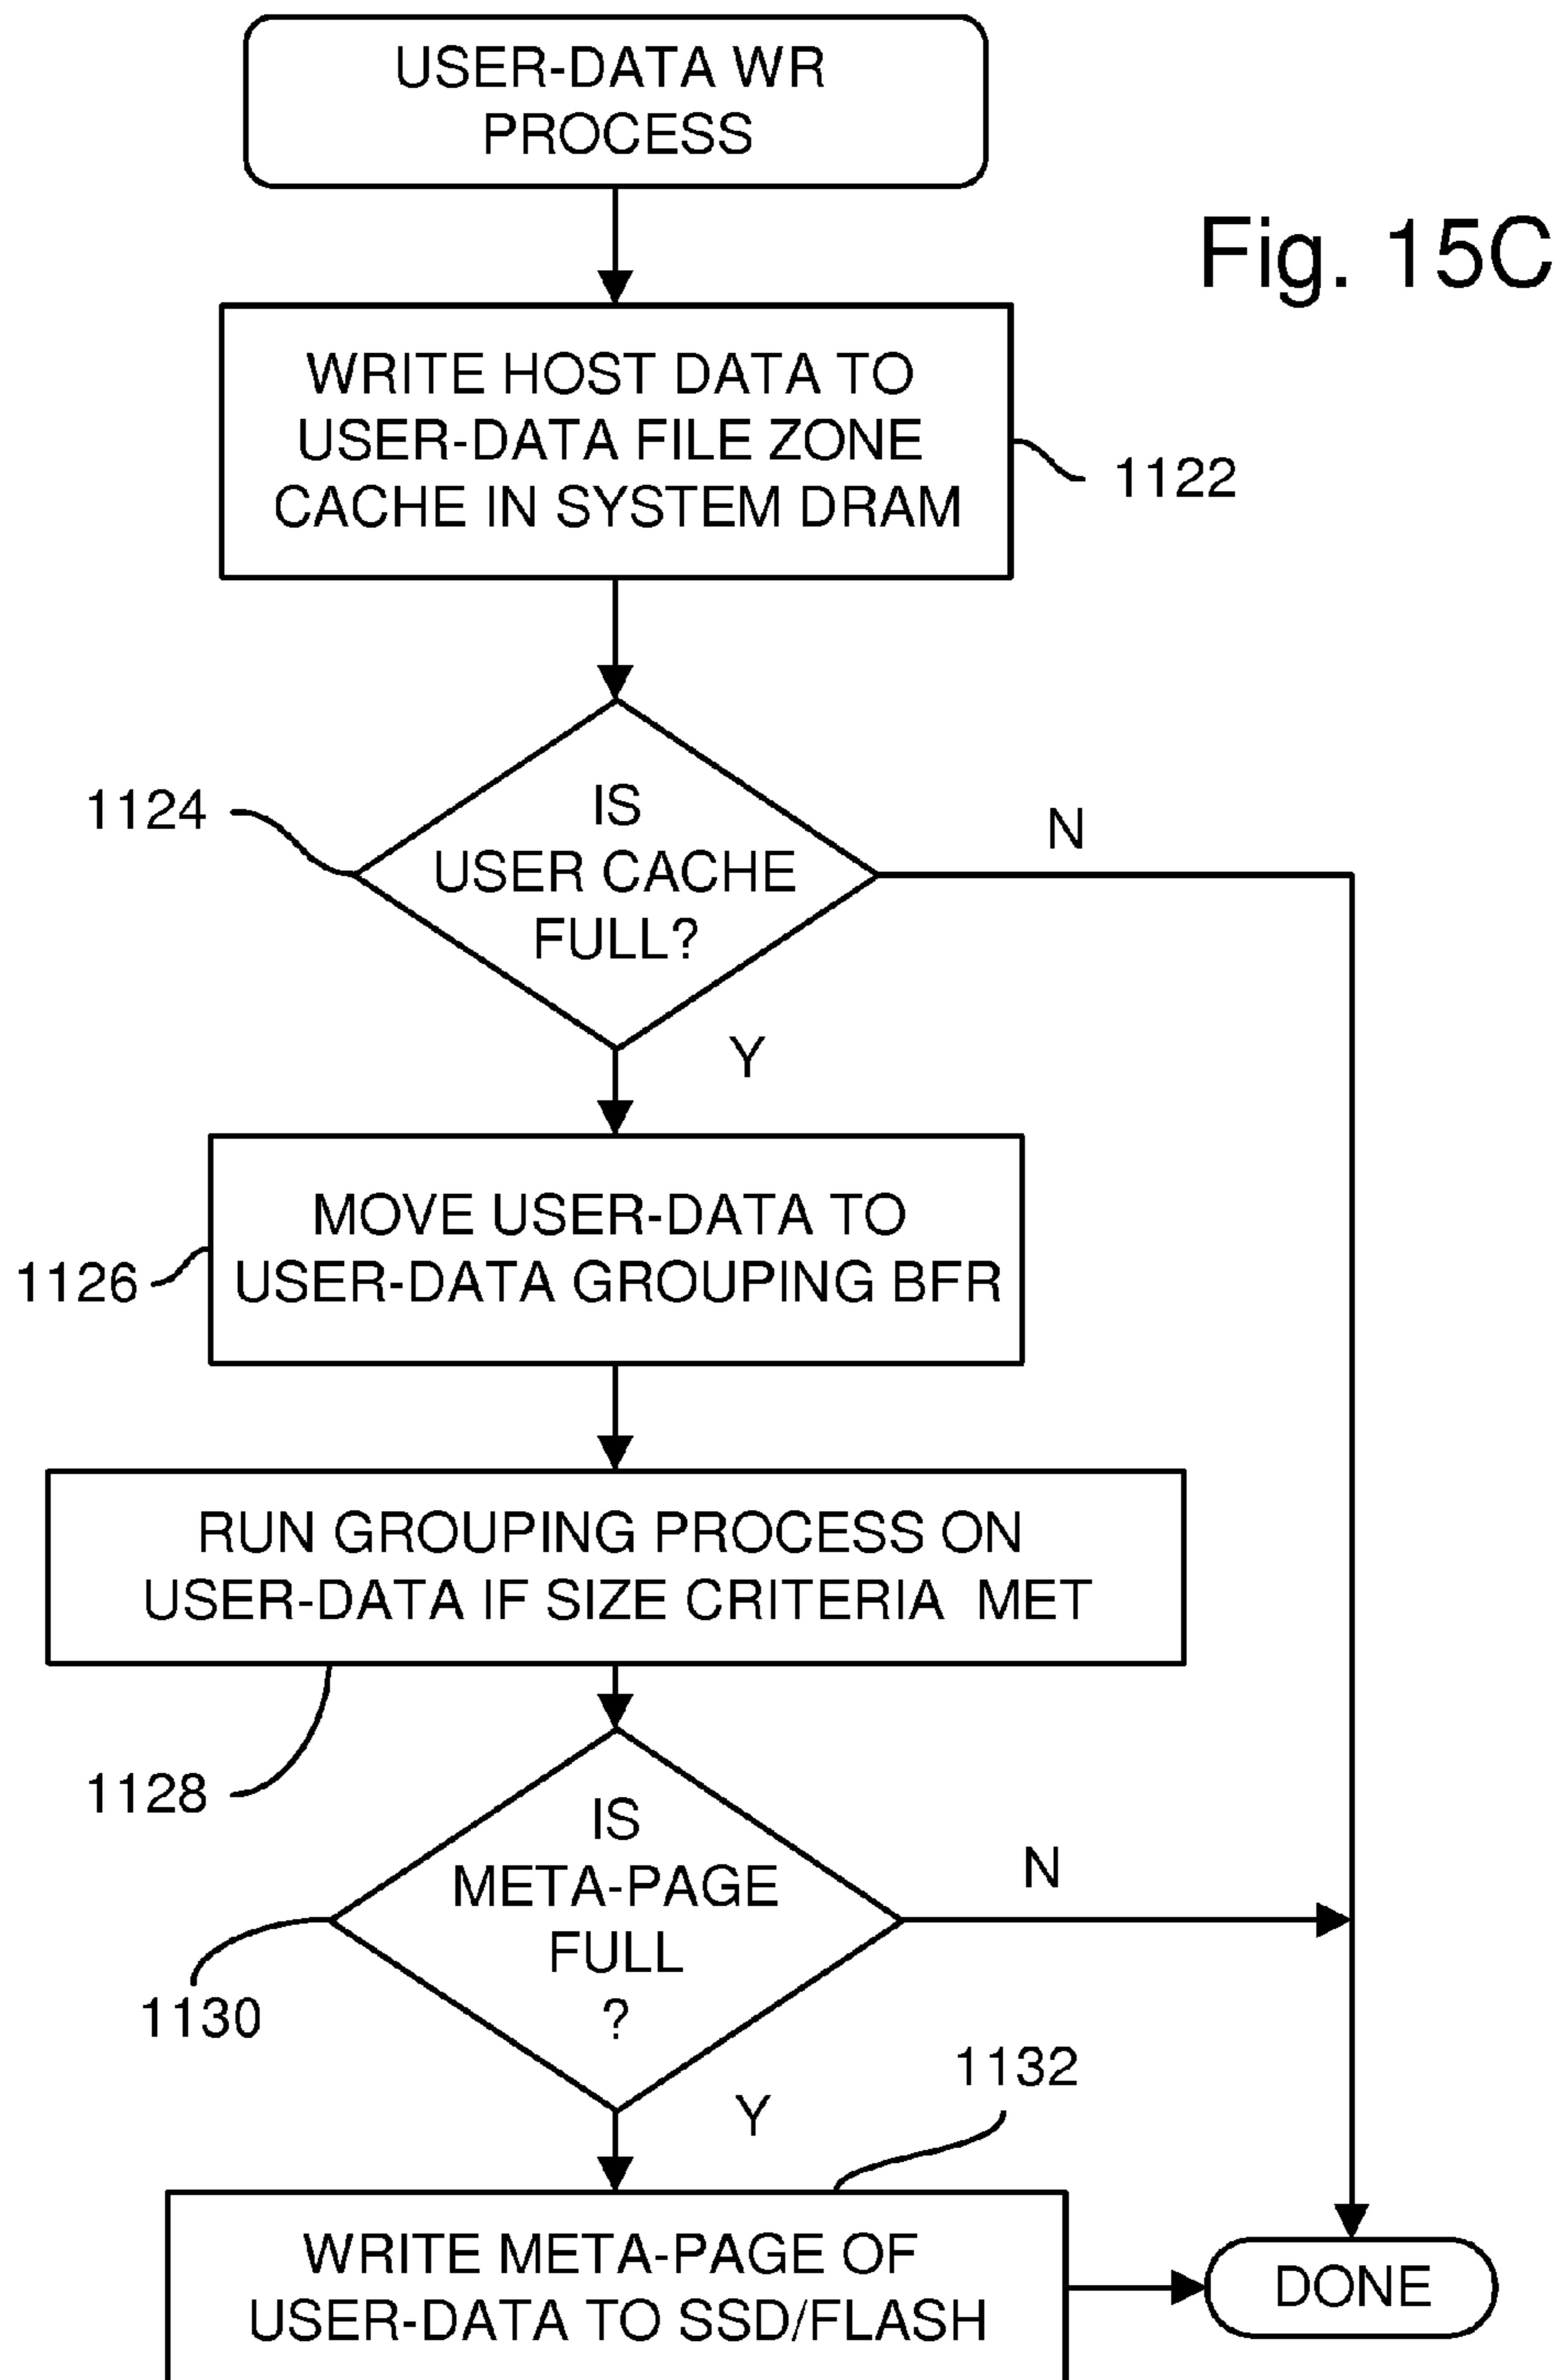 USER-DATA WR
PROCESS
Fig. 15C
WRITE HOST DATA TO
USER-DATA FILE ZONE
CACHE IN SYSTEM DRAM
1122
1124
IS
USER CACHE
FULL?
N
Y
MOVE USER-DATA TO
USER-DATA GROUPING BFR
1126
RUN GROUPING PROCESS ON
USER-DATA IF SIZE CRITERIA MET
1128
IS
META-PAGE
FULL
?
N
1130
1132
Y
WRITE META-PAGE OF
USER-DATA TO SSD/FLASH
DONE